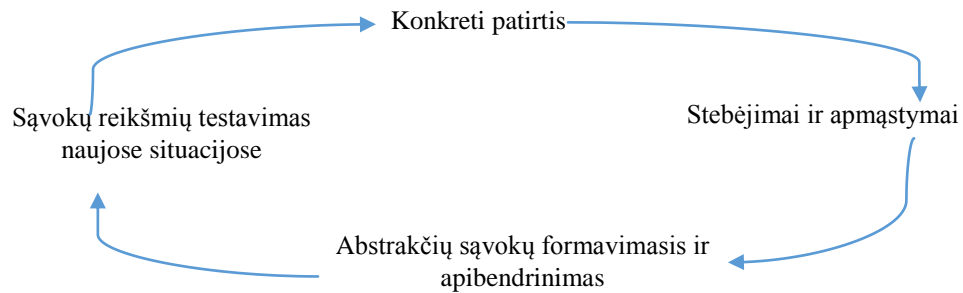 Konkreti patirtis
Stebėjimai ir apmąstymai
Sąvokų reikšmių testavimas
naujose situacijose
Abstrakčių sąvokų formavimasis ir
apibendrinimas